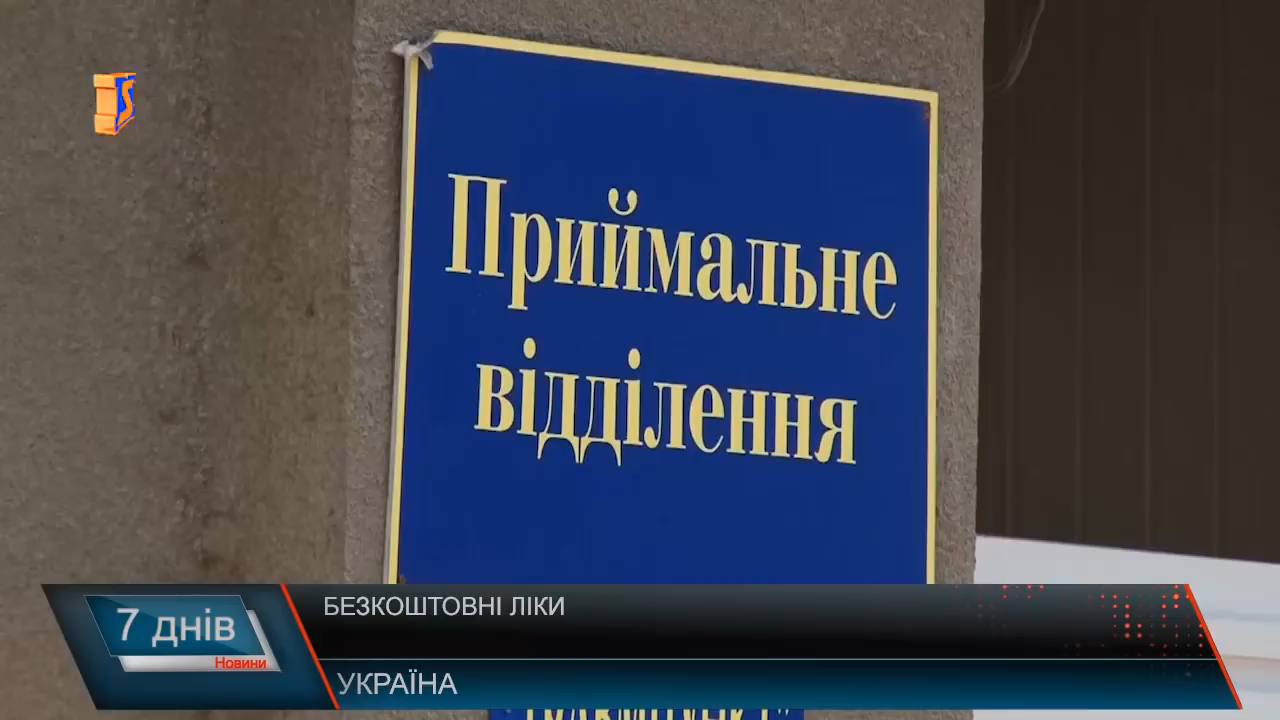 Приймальне
відділення
7 днів
Новини
БЕЗКОШТОВНІ ЛІКИ
УКРАЇНА